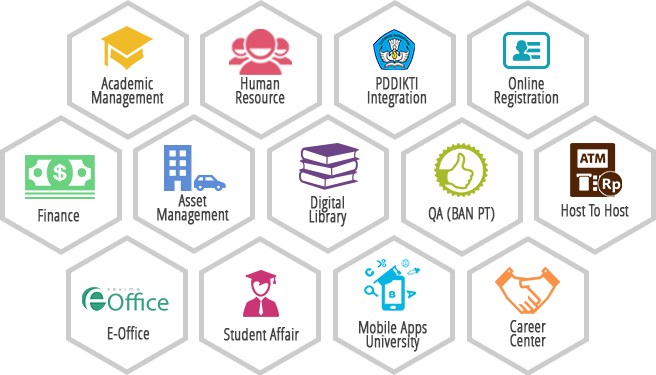 Academic
Management
Human
Resource
PDDIKTI
Integration
Online
Registration
$
Finance
Asset
Management
Digital
Library
QA (BAN PT)
ATM
Rp
Host To Host
sevima
eOffice
E-Office
Student Affair
B
A
Mobile Apps
University
Career
Center